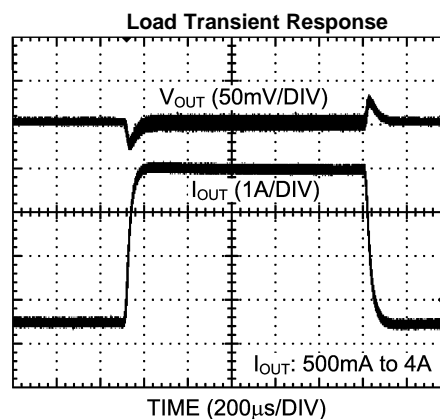 Load Transient Response
VOUT (50mV/DIV)
IOUT (1A/DIV)
IOUT: 500mA to 4A
TIME (200μs/DIV)